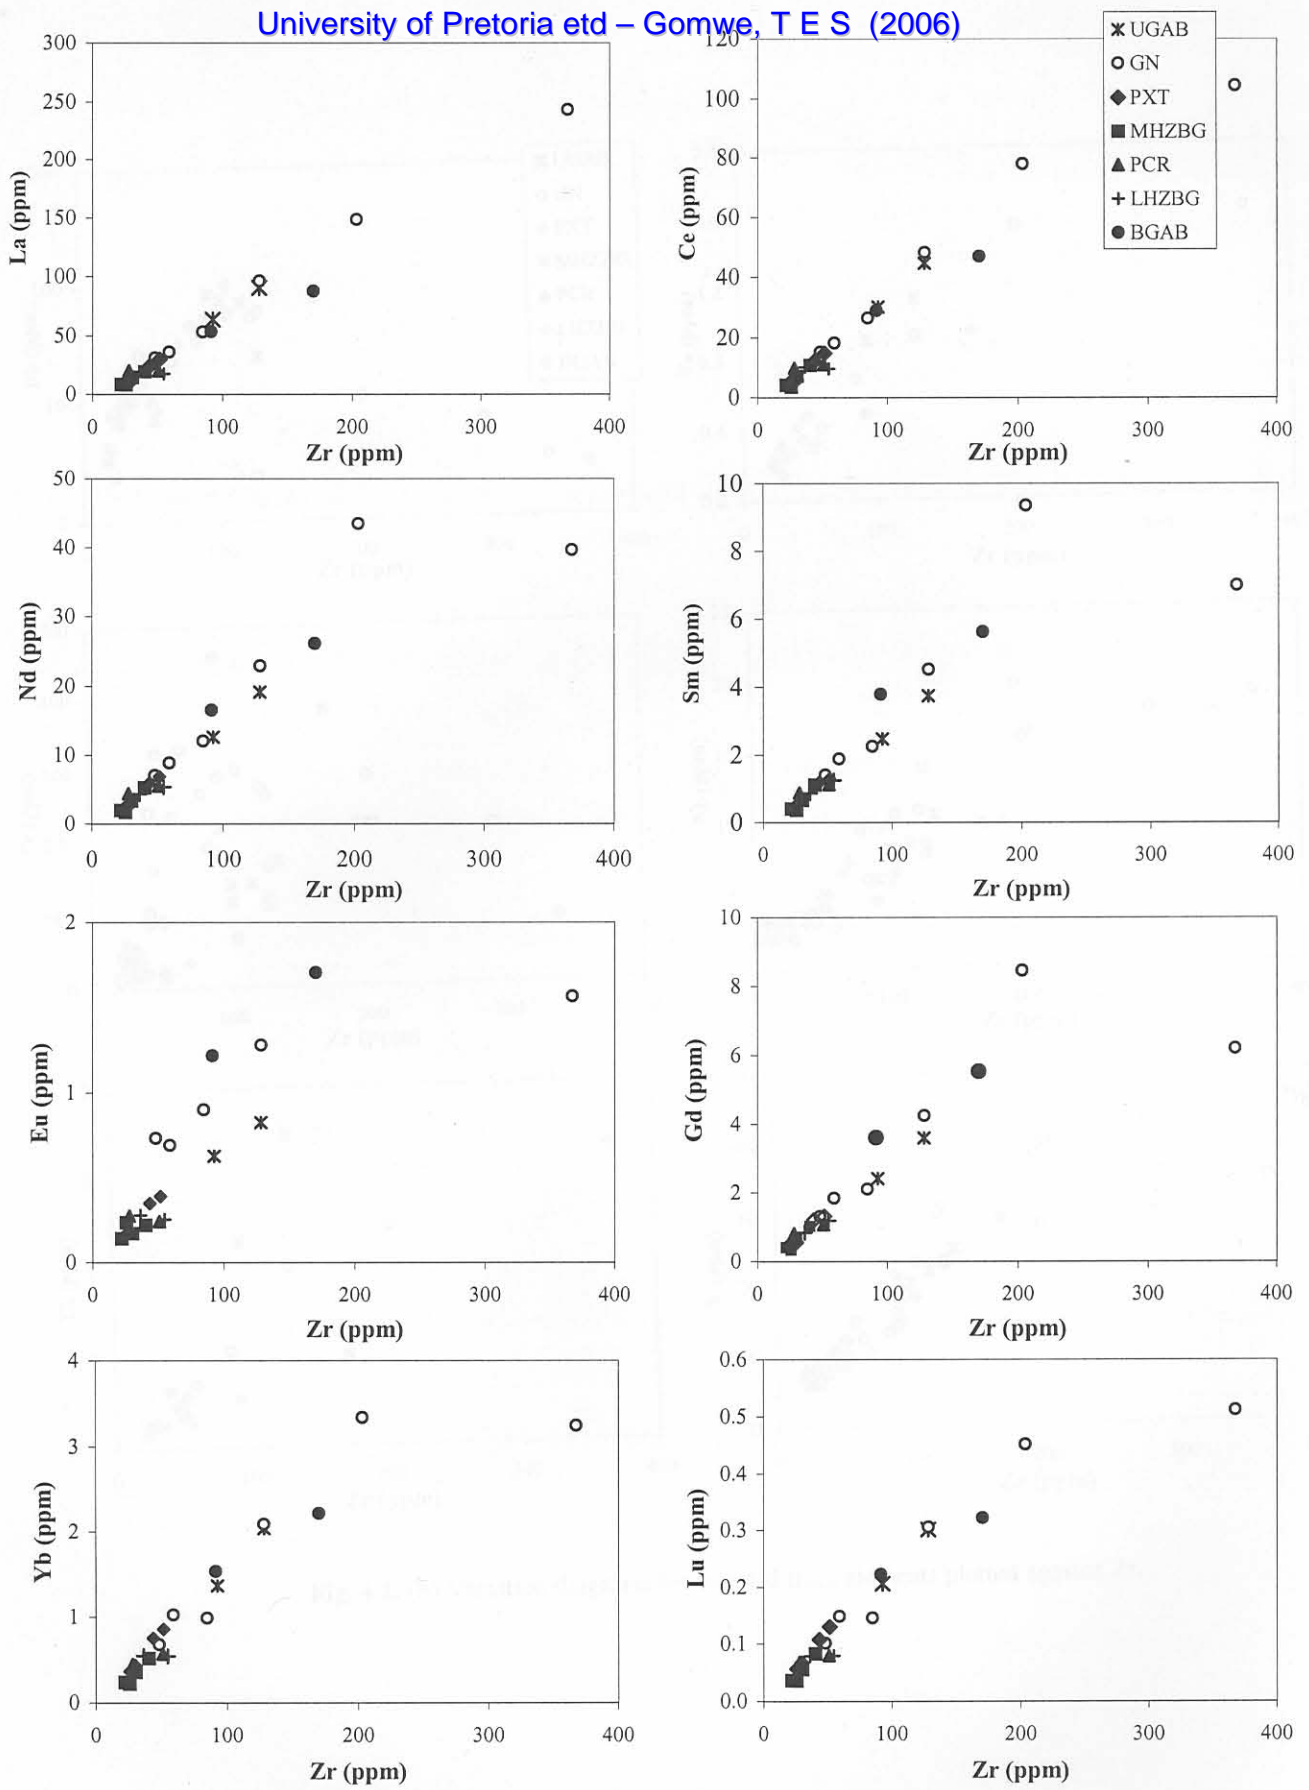 University of Pretoria etd – Gomwe, T E S (2006)
UGAB
GN
PXT
MHZBG
PCR
LHZBG
BGAB
300
250
200
150
100
50
0
La (ppm)
0 100 200 300 400
Zr (ppm)
120
100
80
60
40
20
0
Ce (ppm)
0 100 200 300 400
Zr (ppm)
50
40
30
20
10
0
Nd (ppm)
0 100 200 300 400
Zr (ppm)
10
8
6
4
2
0
Sm (ppm)
0 100 200 300 400
Zr (ppm)
2
1
0
Eu (ppm)
0 100 200 300 400
Zr (ppm)
10
8
6
4
2
0
Gd (ppm)
0 100 200 300 400
Zr (ppm)
4
3
2
1
0
Yb (ppm)
0 100 200 300 400
Zr (ppm)
0.6
0.5
0.4
0.3
0.2
0.1
0.0
Lu (ppm)
0 100 200 300 400
Zr (ppm)